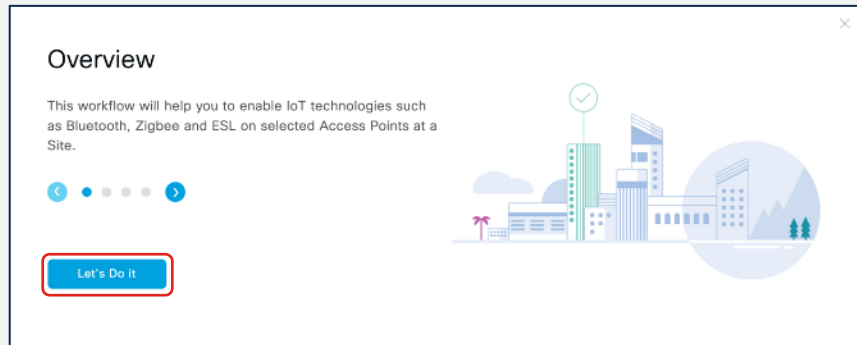 Overview
This workflow will help you to enable IoT technologies such
as Bluetooth, Zigbee and ESL on selected Access Points at a
Site.
Let's Do it